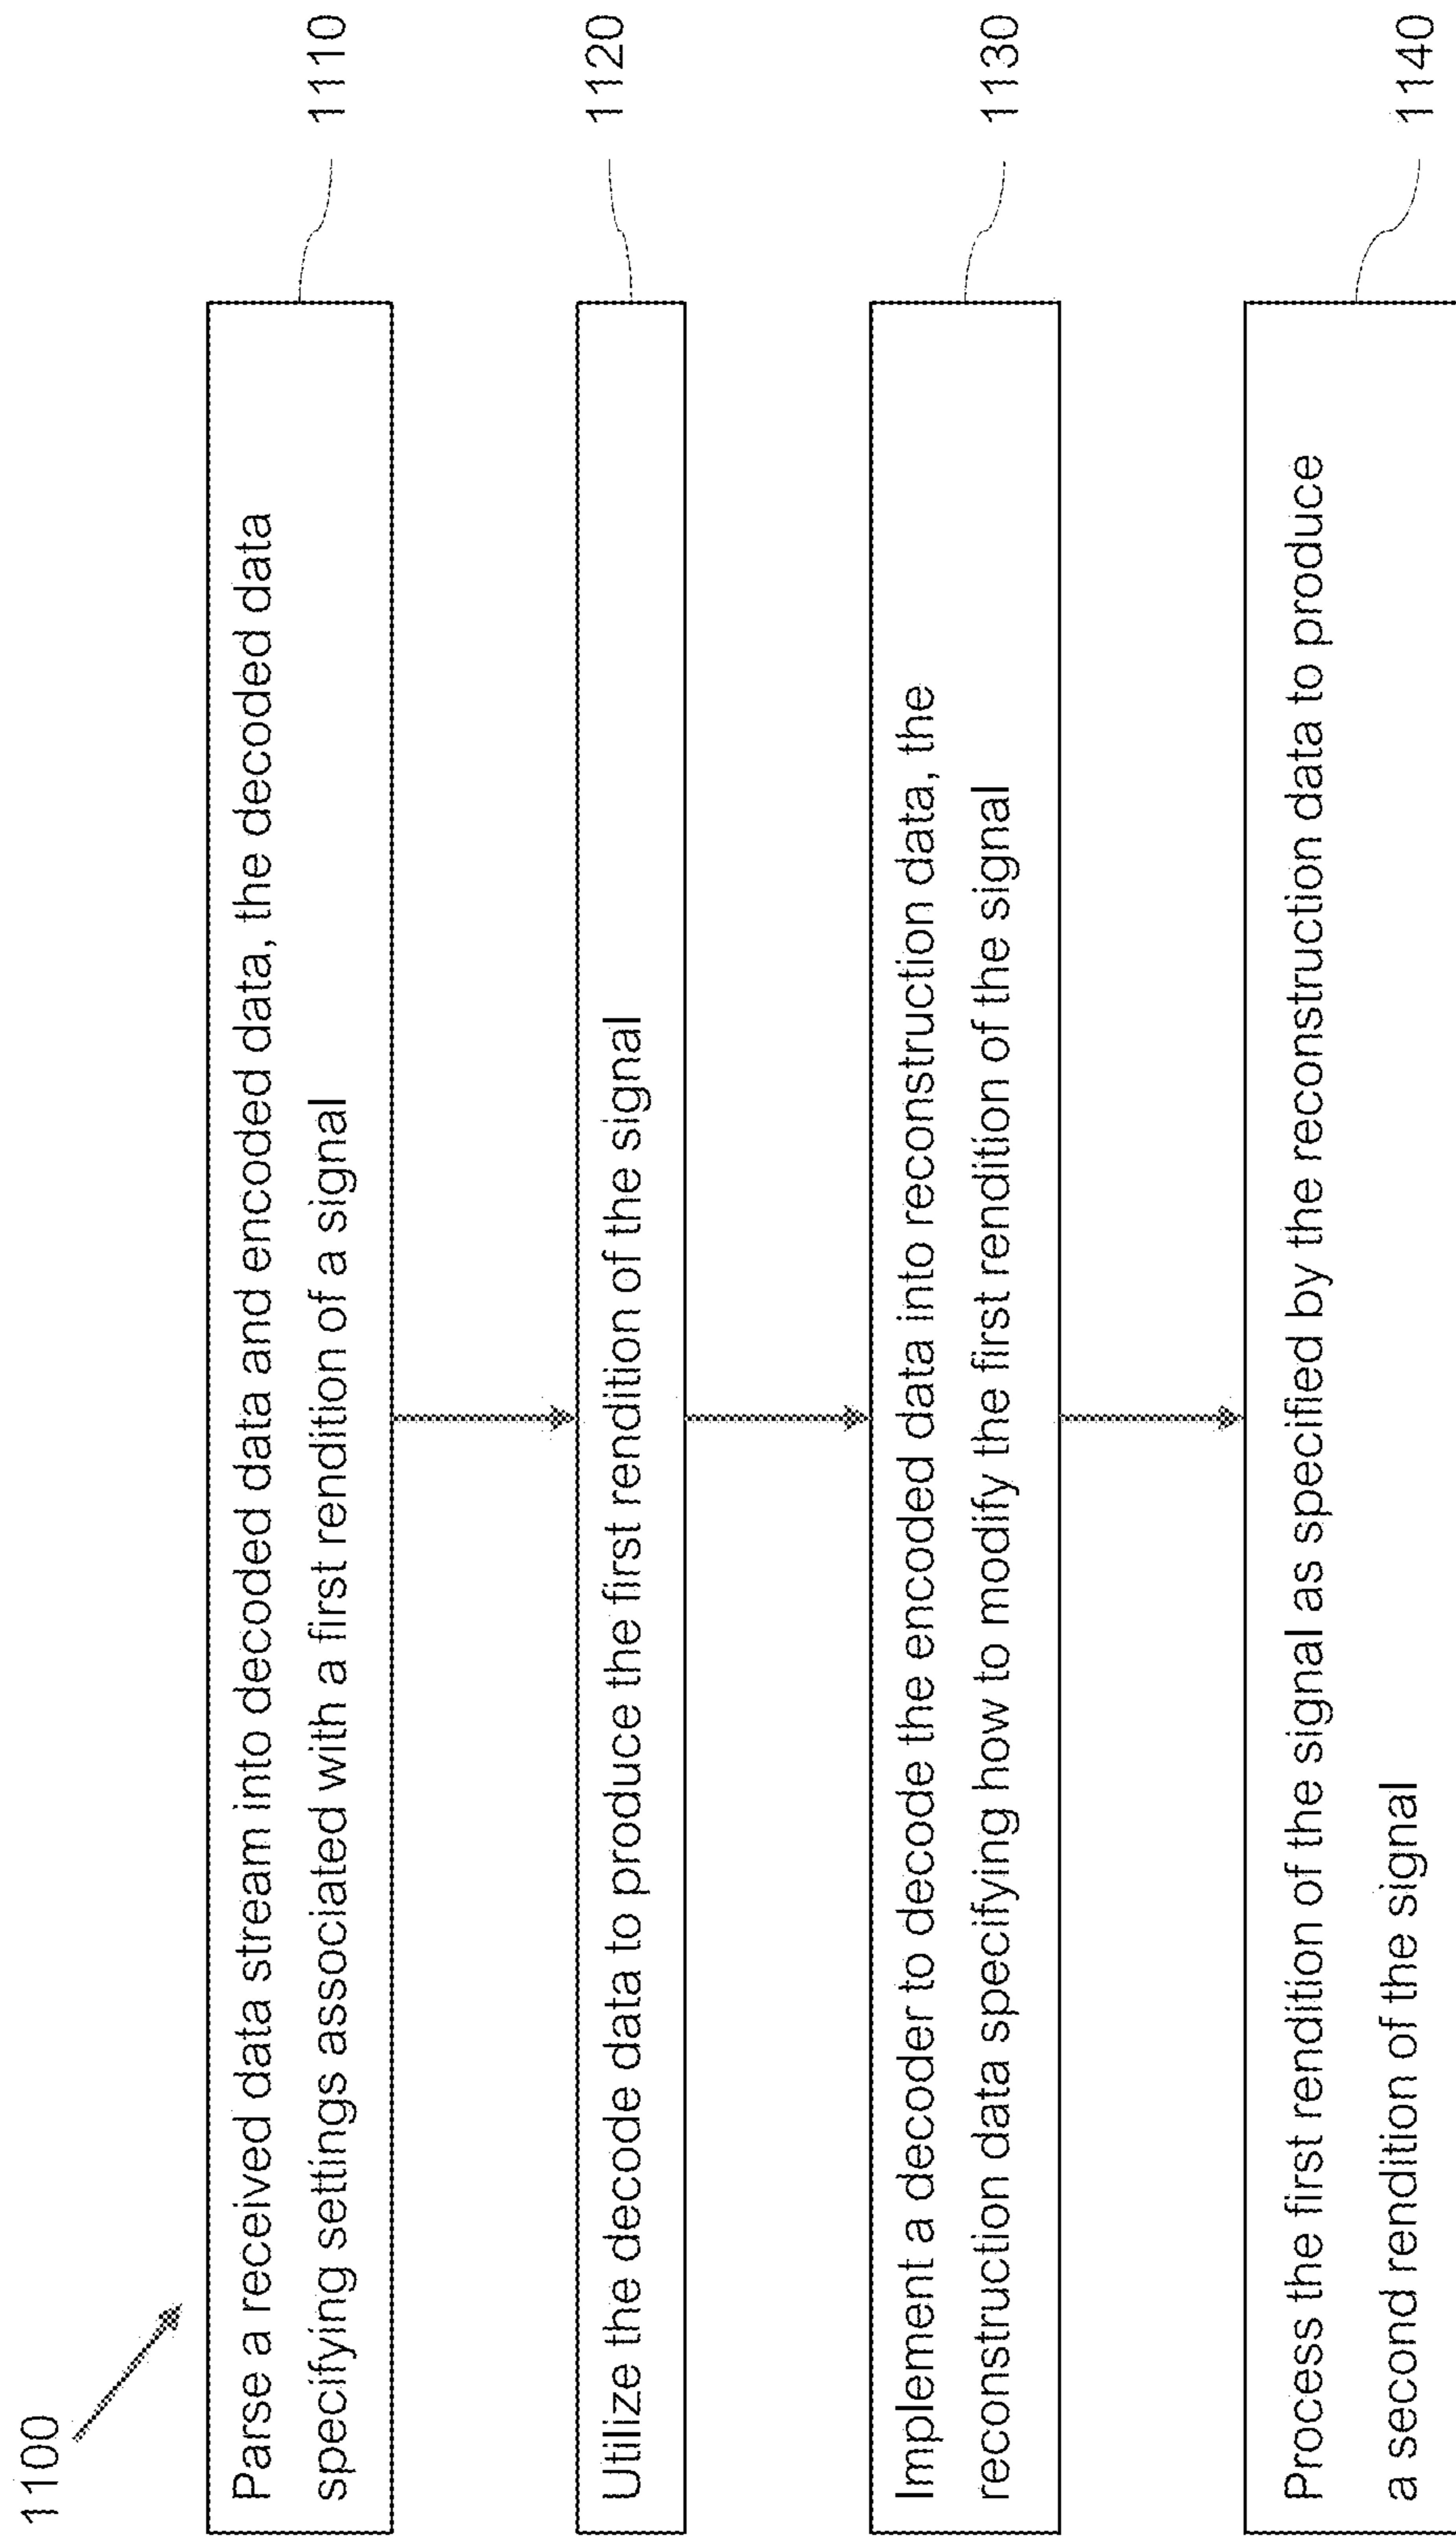 1100
Parse a received data stream into decoded data and encoded data, the decoded data
specifying settings associated with a first rendition of a signal
1110
Utilize the decode data to produce the first rendition of the signal
1120
Implement a decoder to decode the encoded data into reconstruction data, the
reconstruction data specifying how to modify the first rendition of the signal
1130
Process the first rendition of the signal as specified by the reconstruction data to produce
a second rendition of the signal
1140